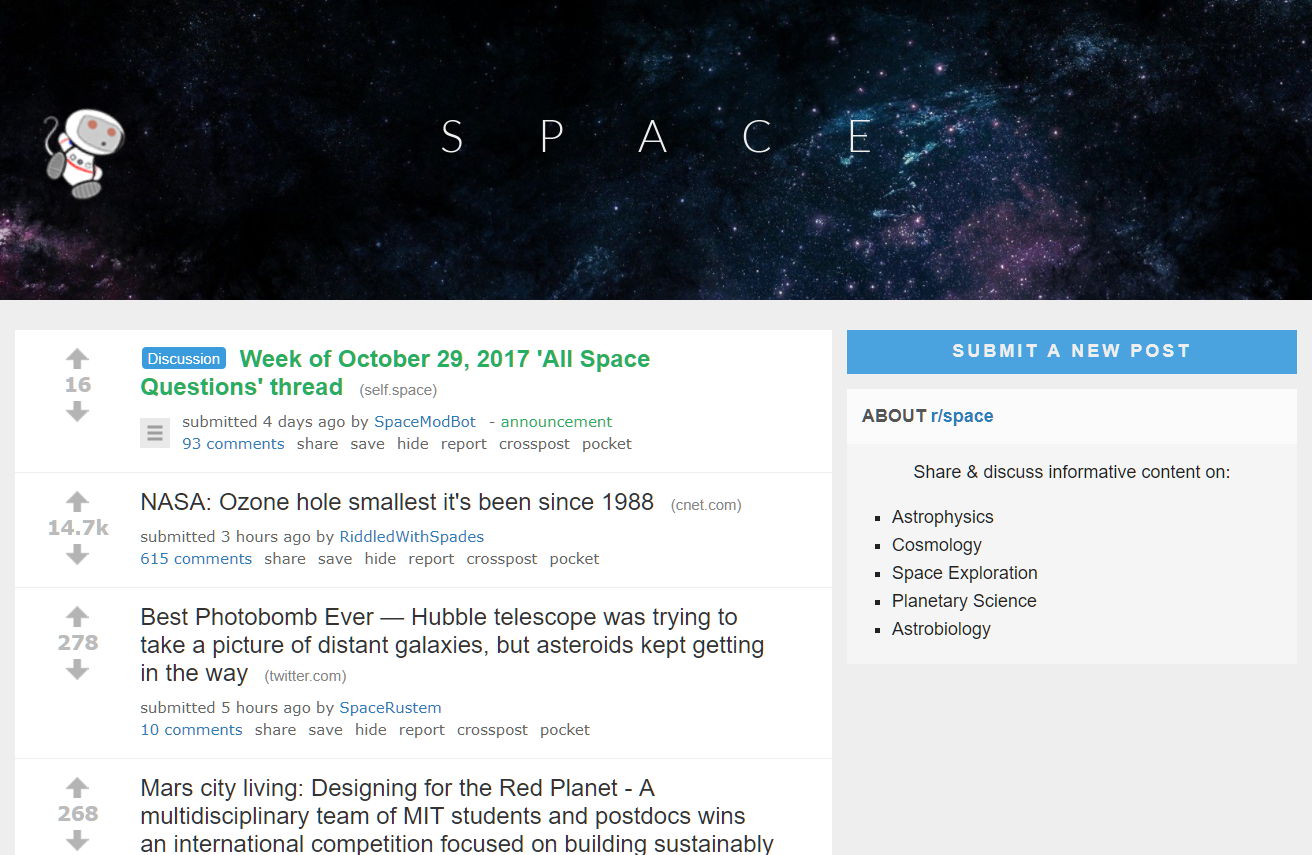 S P A C E
16
Discussion Week of October 29, 2017 'All Space
Questions' thread (self.space)
submitted 4 days ago by SpaceModBot - announcement
93 comments share save hide report crosspost pocket
14.7k
NASA: Ozone hole smallest it's been since 1988 (cnet.com)
submitted 3 hours ago by RiddledWithSpades
615 comments share save hide report crosspost pocket
278
Best Photobomb Ever — Hubble telescope was trying to
take a picture of distant galaxies, but asteroids kept getting
in the way (twitter.com)
submitted 5 hours ago by SpaceRustem
10 comments share save hide report crosspost pocket
268
Mars city living: Designing for the Red Planet - A
multidisciplinary team of MIT students and postdocs wins
an international competition focused on building sustainably
SUBMIT A NEW POST
ABOUT r/space
Share & discuss informative content on:
Astrophysics
Cosmology
Space Exploration
Planetary Science
Astrobiology